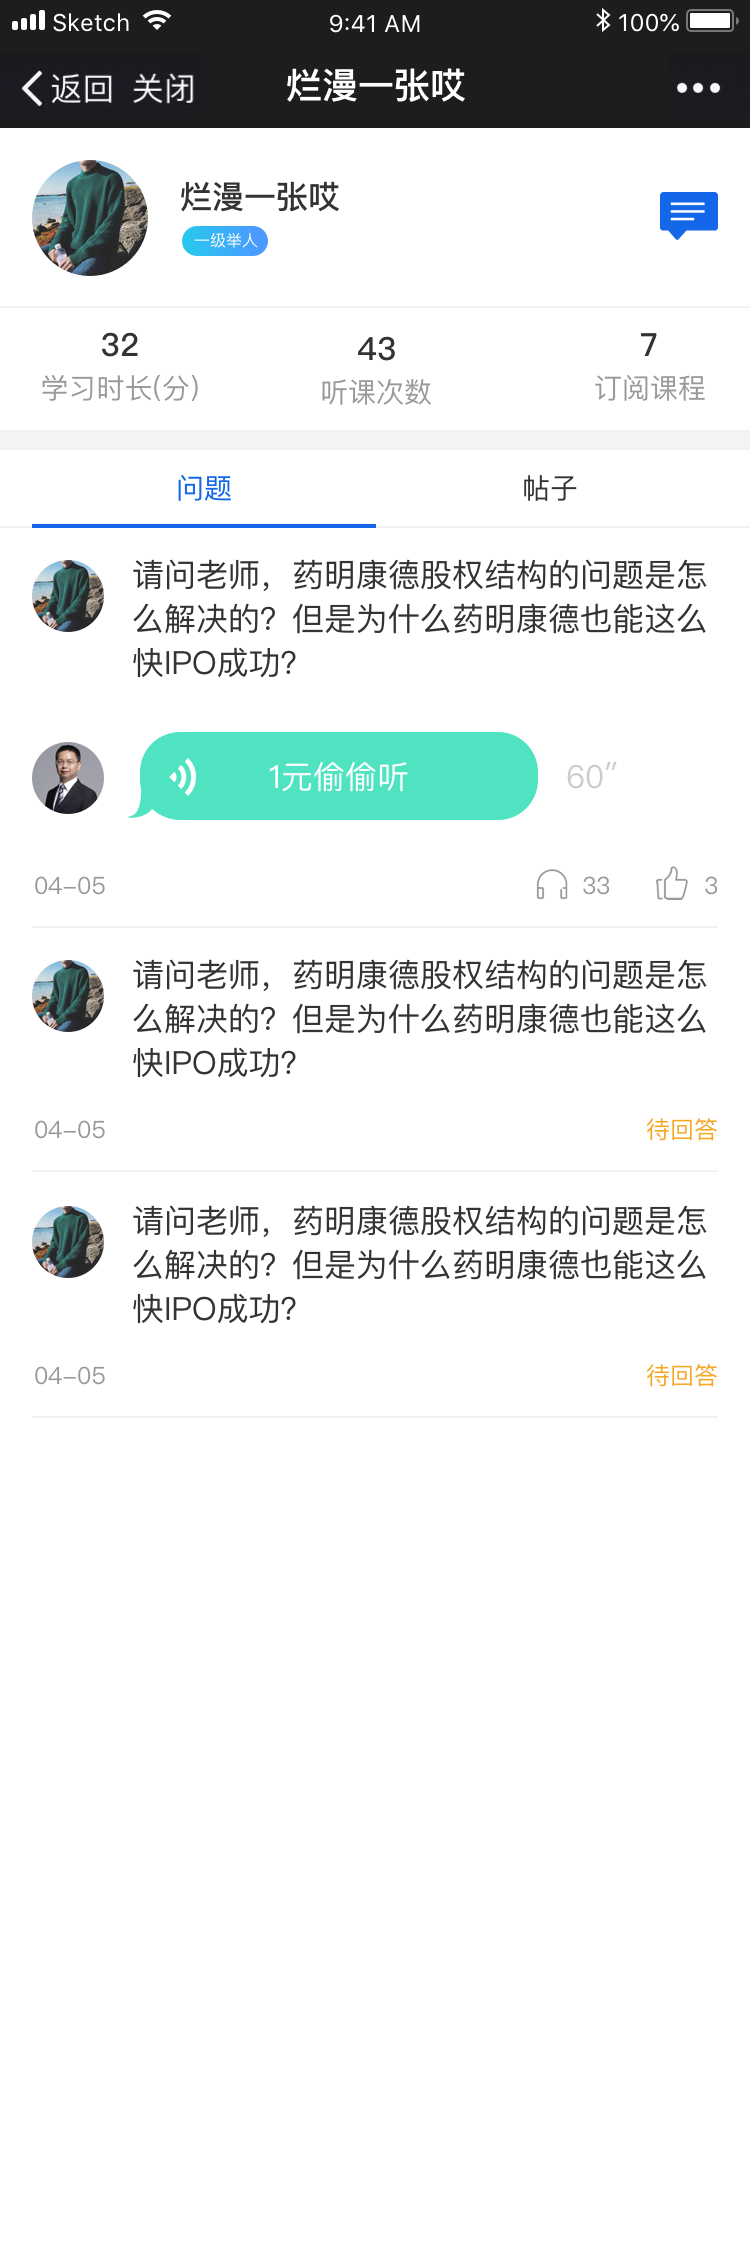 Sketch 9:41 AM 100%
返回 关闭 烂漫一张哎
烂漫一张哎
一级举人
32 43 7
学习时长(分) 听课次数 订阅课程
问题 帖子
请问老师，药明康德股权结构的问题是怎
么解决的？但是为什么药明康德也能这么
快IPO成功？
1元偷偷听 60″
04-05 33 3
请问老师，药明康德股权结构的问题是怎
么解决的？但是为什么药明康德也能这么
快IPO成功？
04-05 待回答
请问老师，药明康德股权结构的问题是怎
么解决的？但是为什么药明康德也能这么
快IPO成功？
04-05 待回答